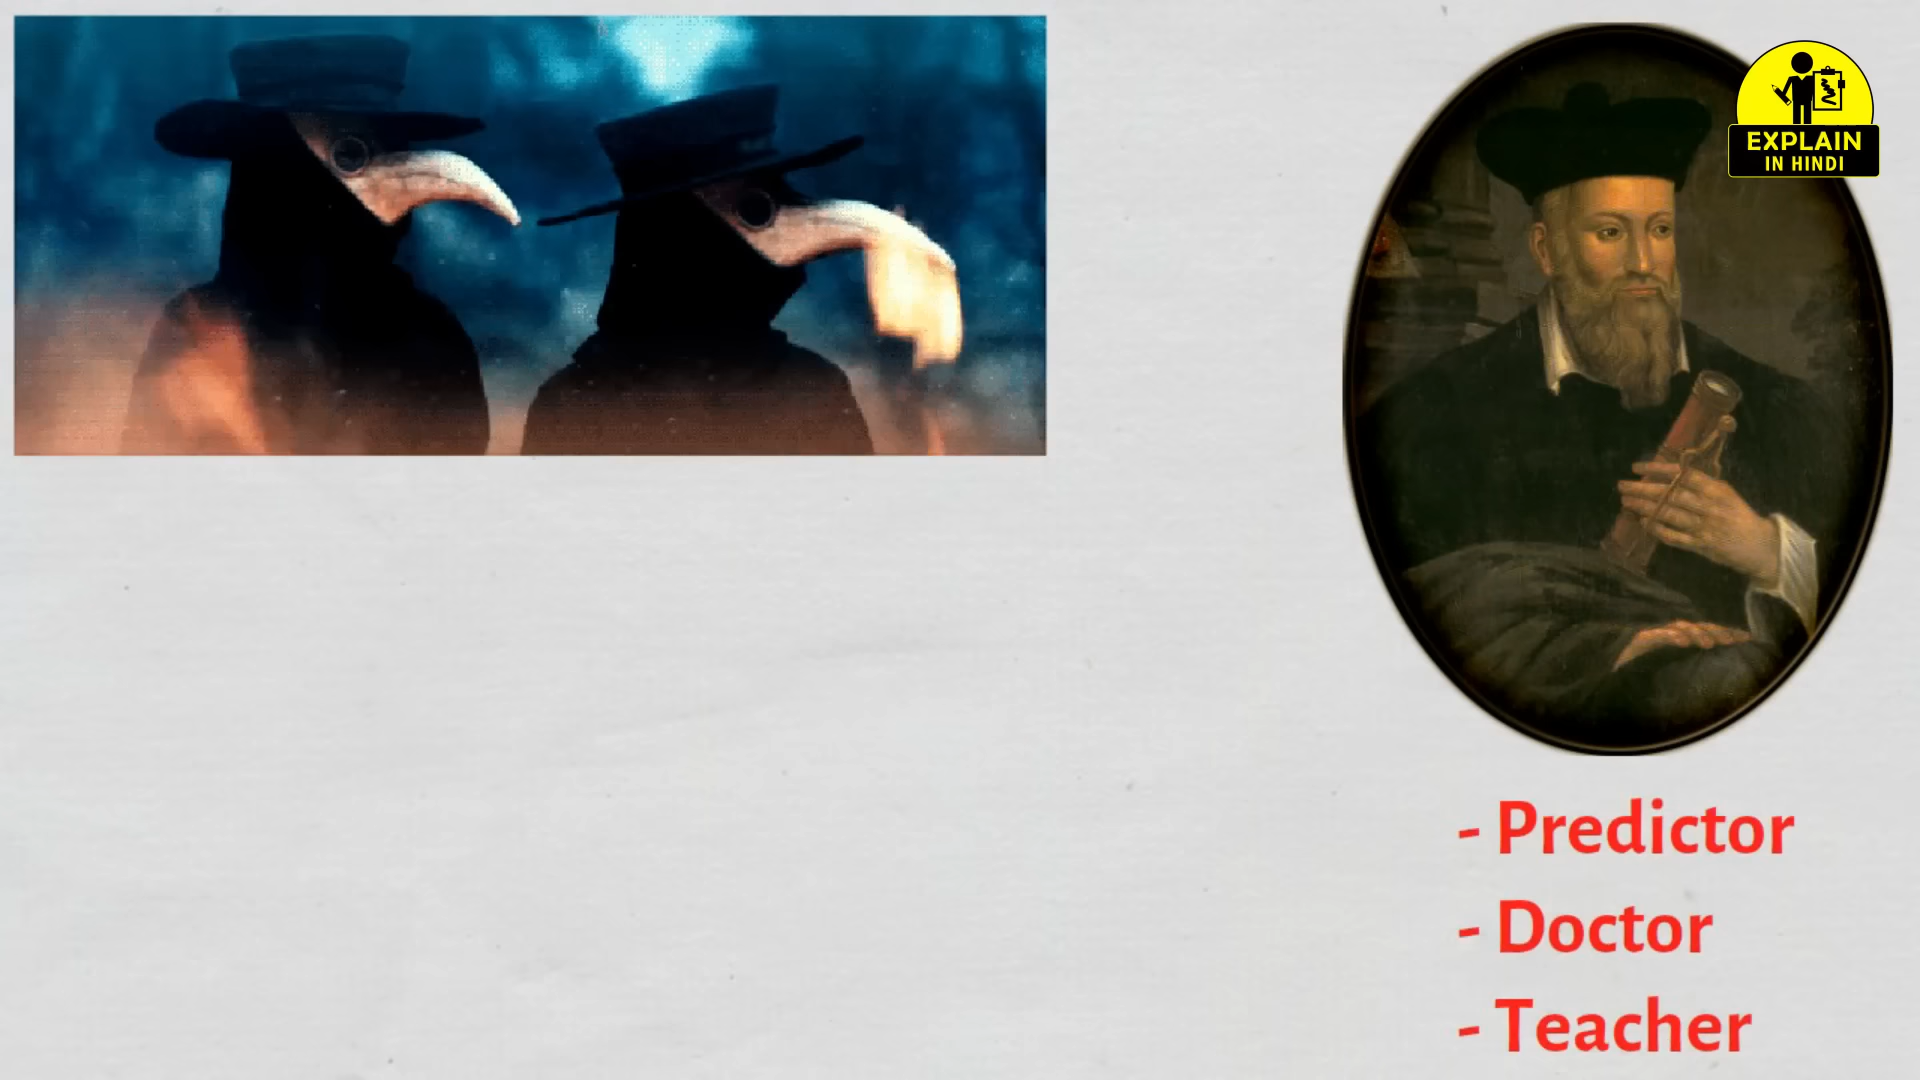 EXPLAIN
IN HINDI
- Predictor
- Doctor
- Teacher